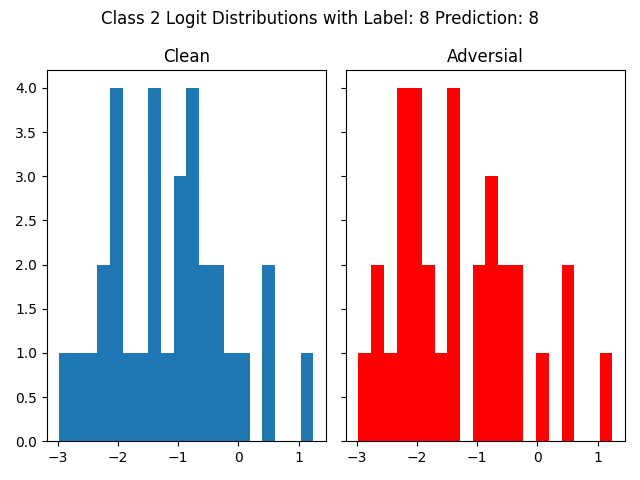 Class 2 Logit Distributions with Label: 8 Prediction: 8
Clean
Adversial
4.0
3.5
3.0
2.5
2.0
1.5
1.0
0.5
0.0
−3 −2 −1 0 1
−3 −2 −1 0 1